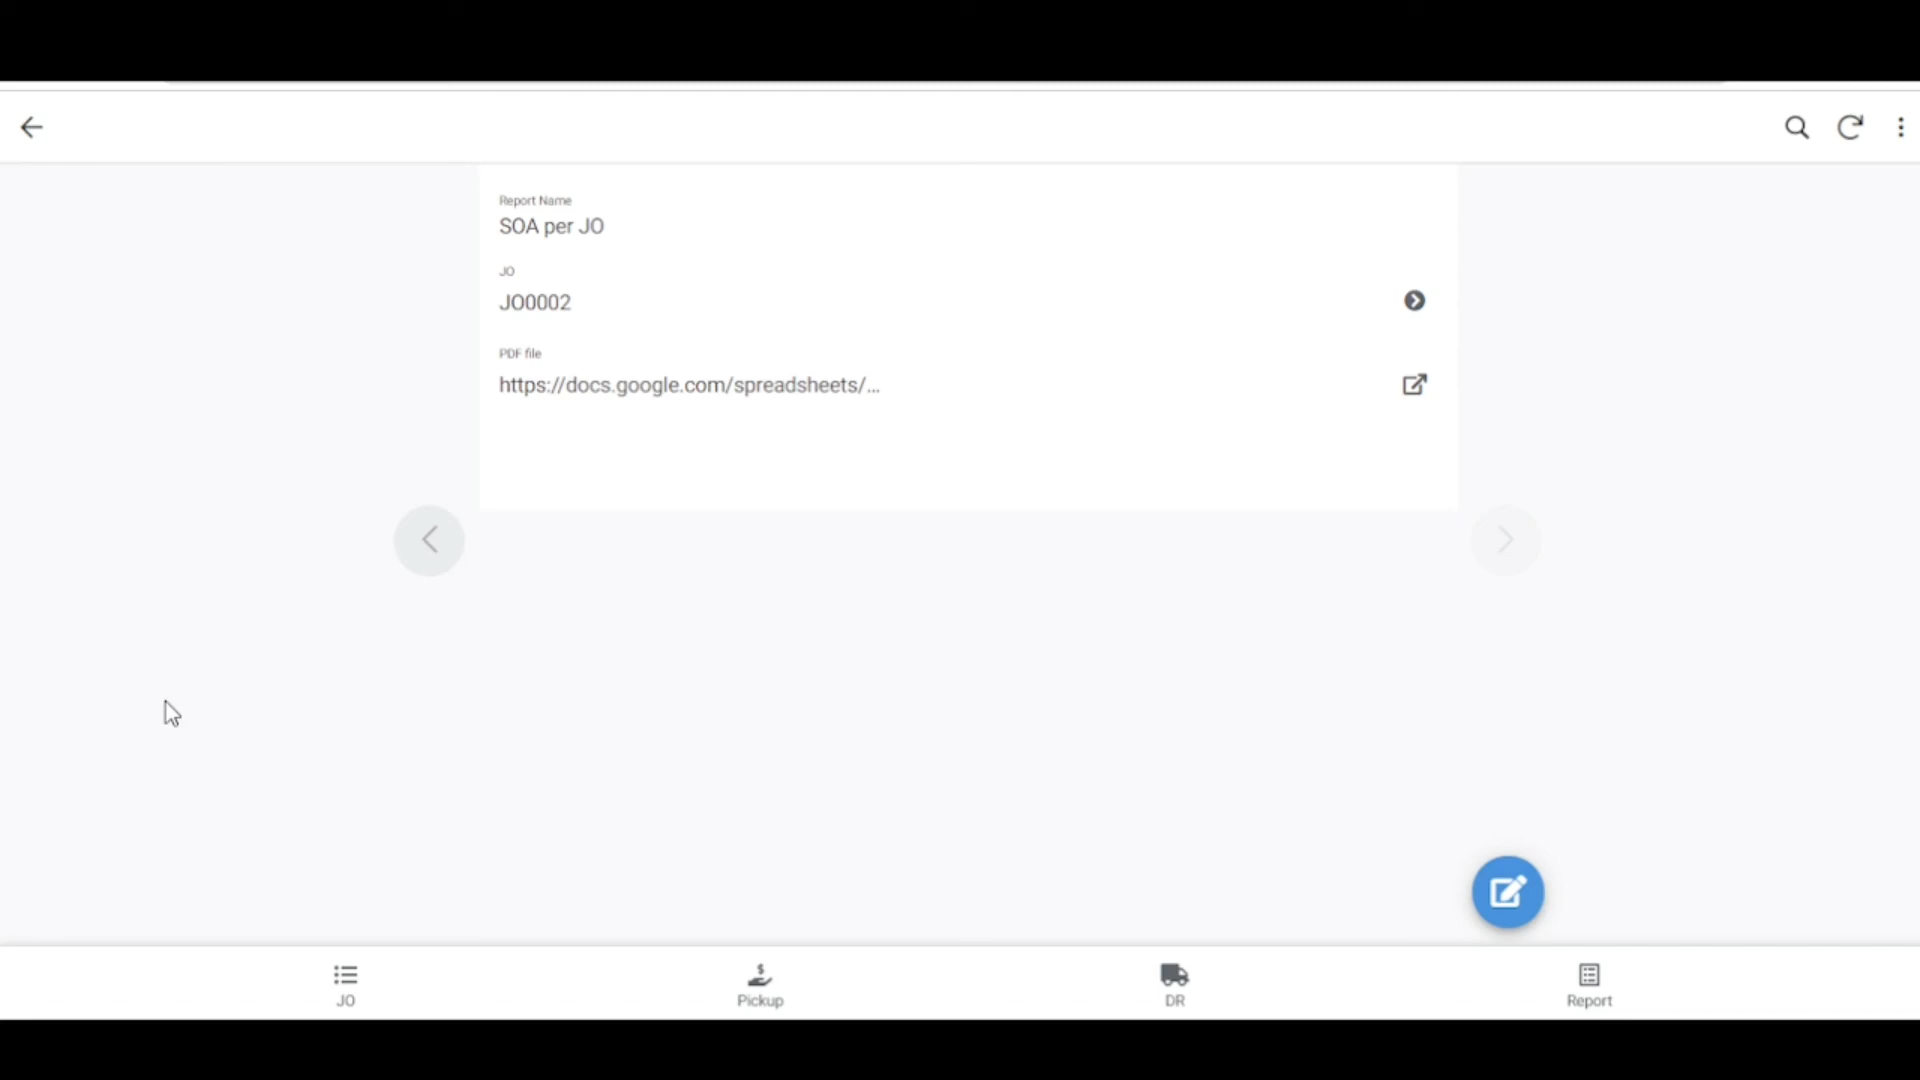 Report Name
SOA per JO
JO
JO0002
PDF file
https://docs.google.com/spreadsheets/...
JO
Pickup
DR
Report